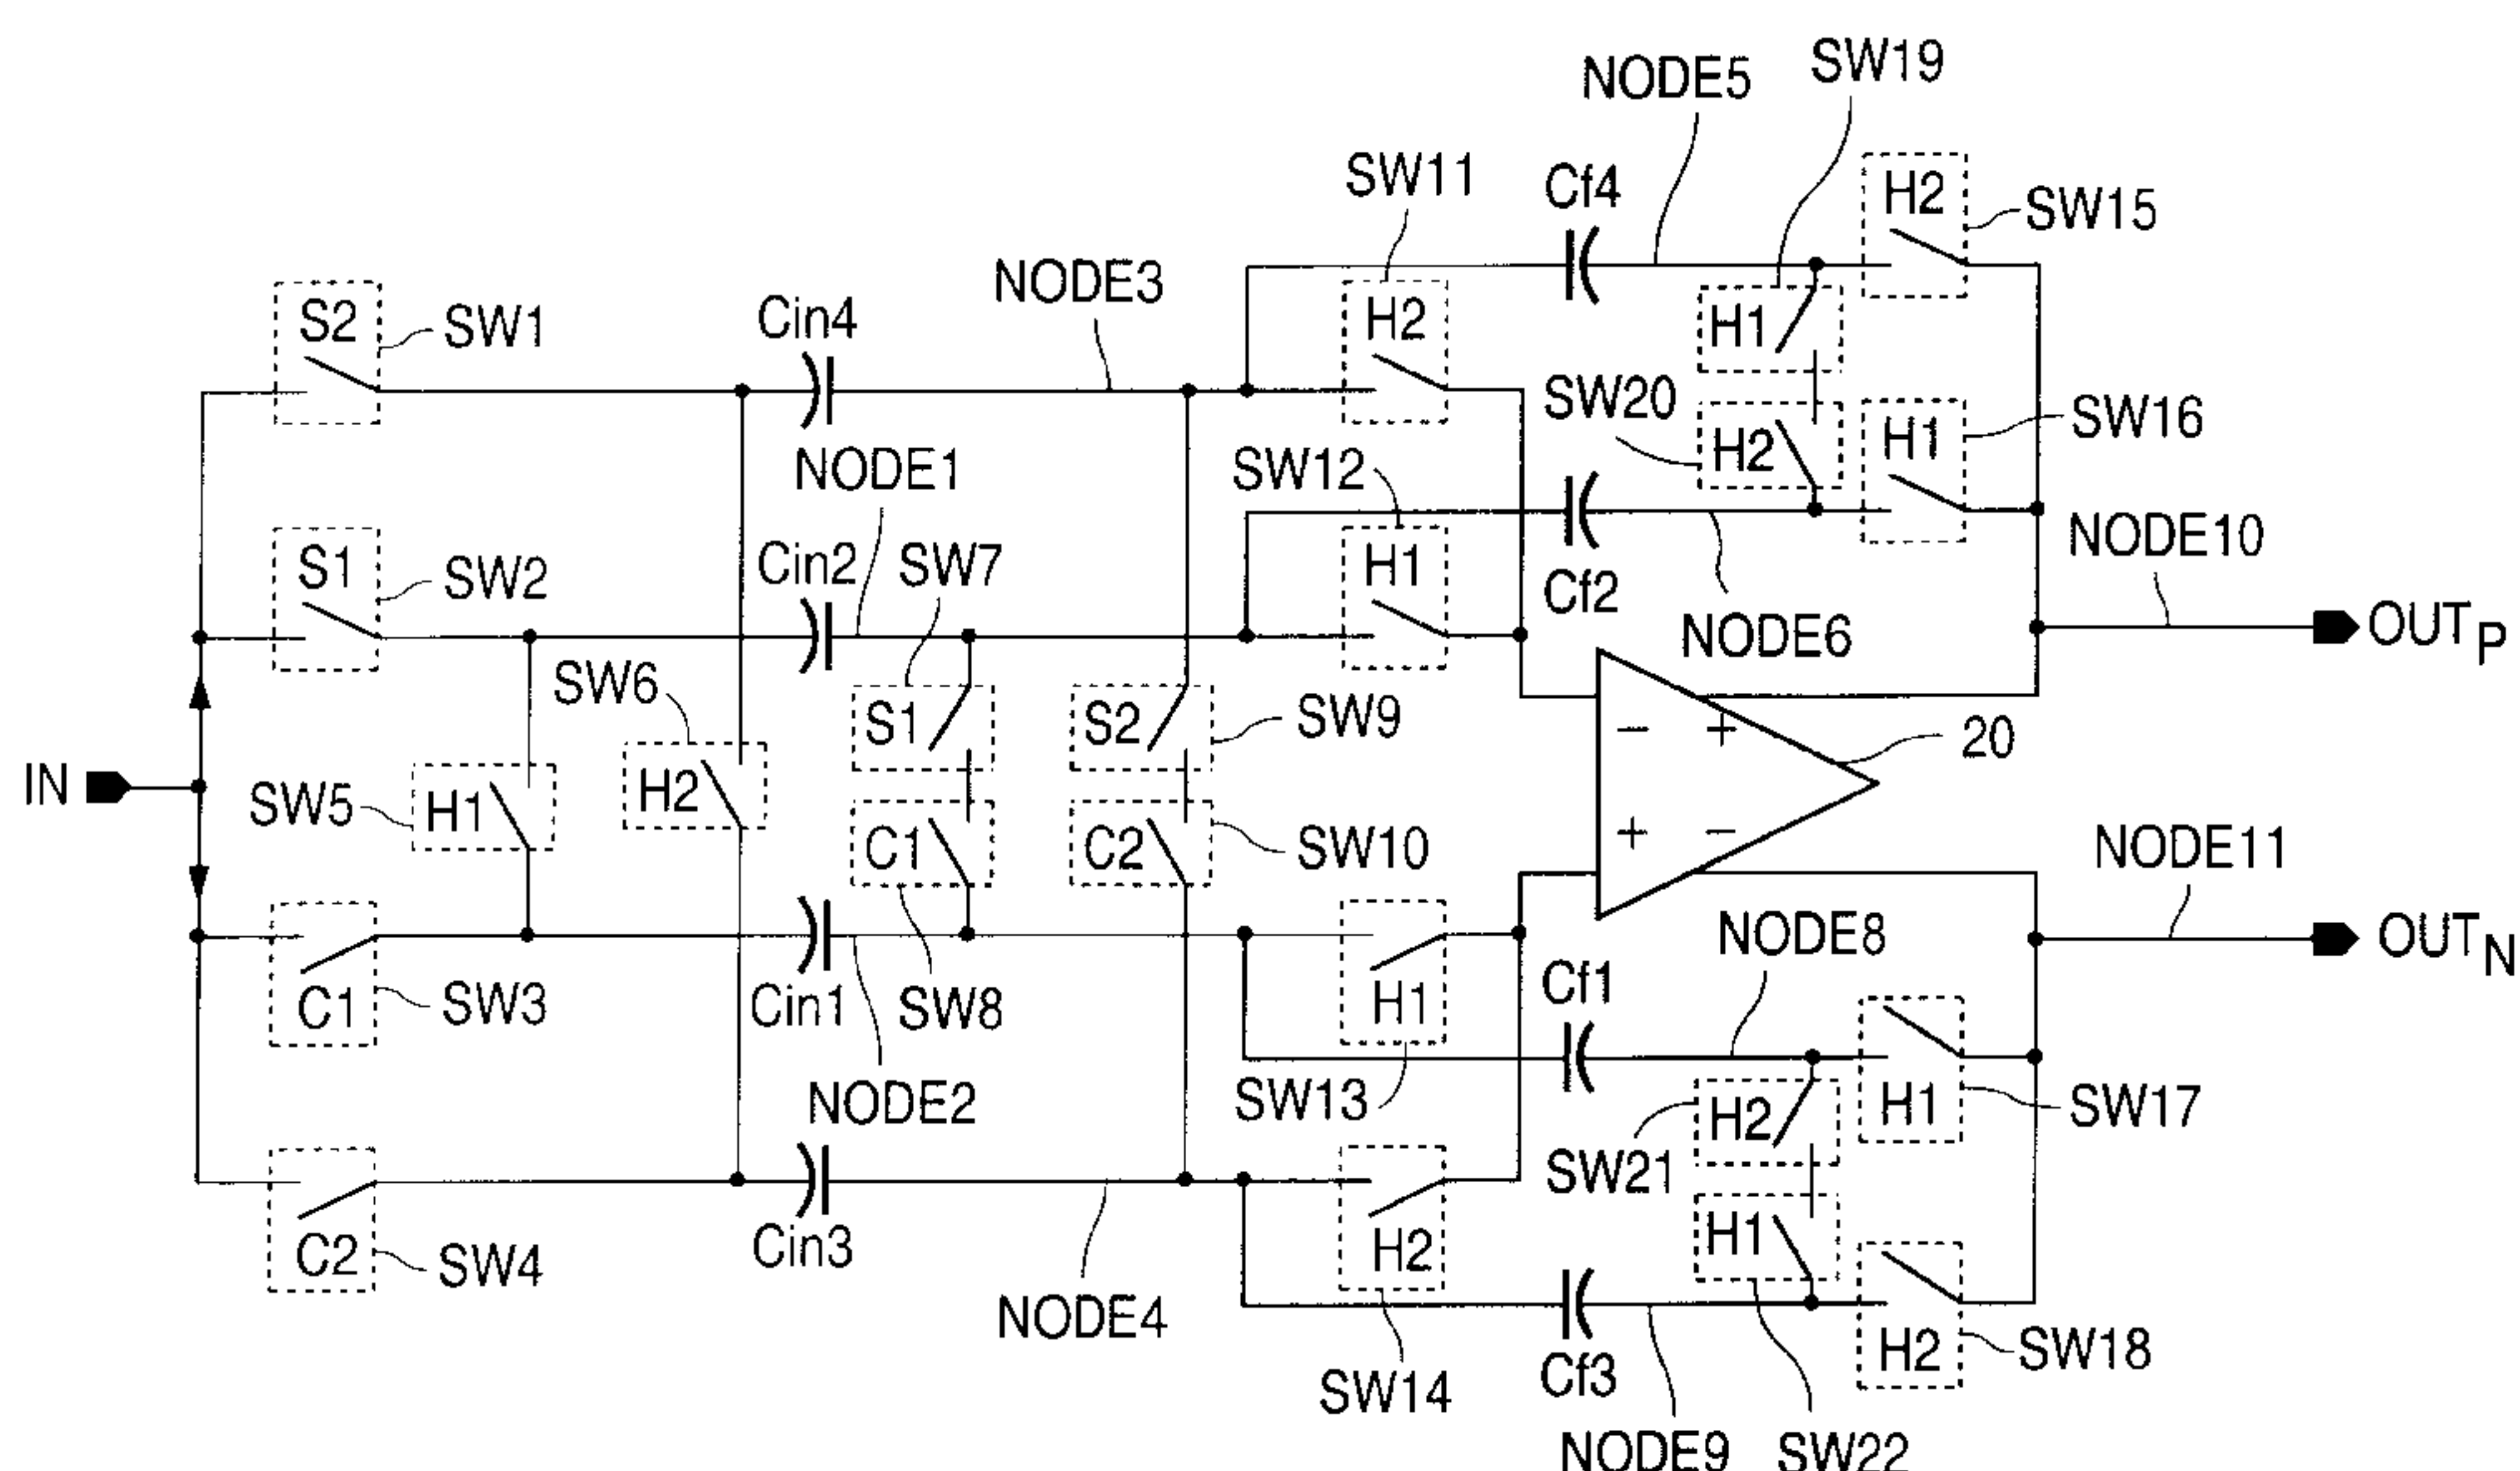 SW19
NODE5
SW11
Cf4
H2
SW15
NODE3
S2
SW1
Cin4
H2
H1
SW20
SW16
NODE1
SW12
H2
H1
S1
SW2
Cin2
SW7
H1
Cf2
NODE10
NODE6
OUTP
SW6
S1
S2
SW9
− +
20
IN
SW5
H1
H2
C1
C2
SW10
+ −
NODE11
OUTN
NODE8
Cf1
C1
SW3
Cin1
SW8
H1
NODE2
SW13
H2
H1
SW17
SW21
C2
SW4
Cin3
H2
H1
NODE4
SW14
Cf3
H2
SW18
NODE9
SW22